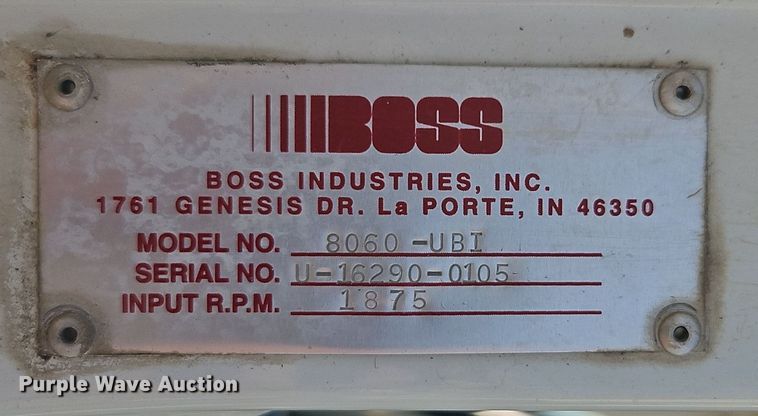 BOSS
BOSS INDUSTRIES, INC.
1761 GENESIS DR. La PORTE, IN 46350
MODEL NO. 8060-UBI
SERIAL NO. U-16290-0105
INPUT R.P.M. 1875
Purple Wave Auction